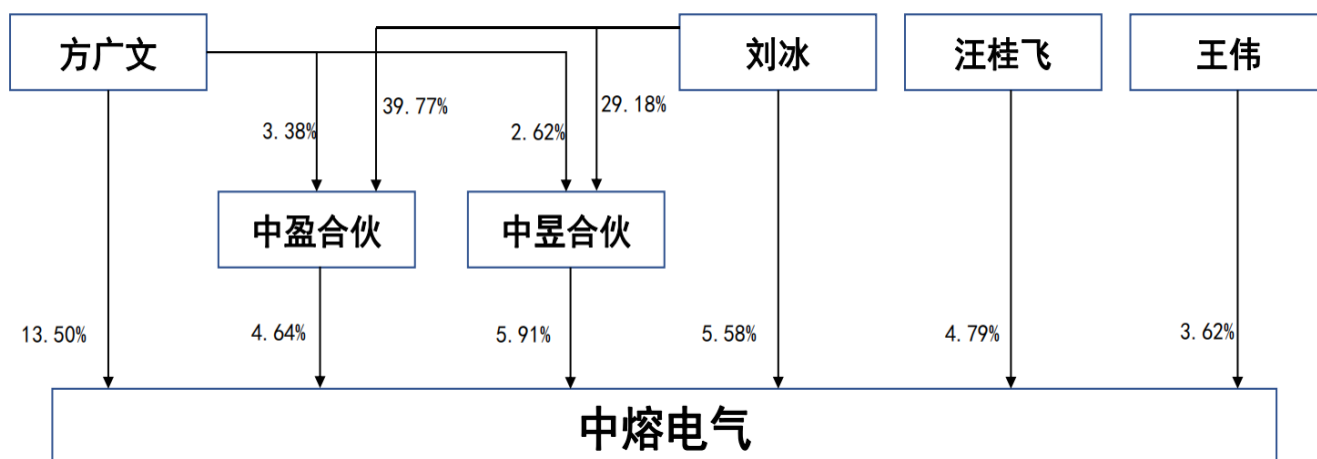 方广文
刘冰
汪桂飞
王伟
3.38%
39.77%
2.62%
29.18%
中盈合伙
中昱合伙
13.50%
4.64%
5.91%
5.58%
4.79%
3.62%
中熔电气